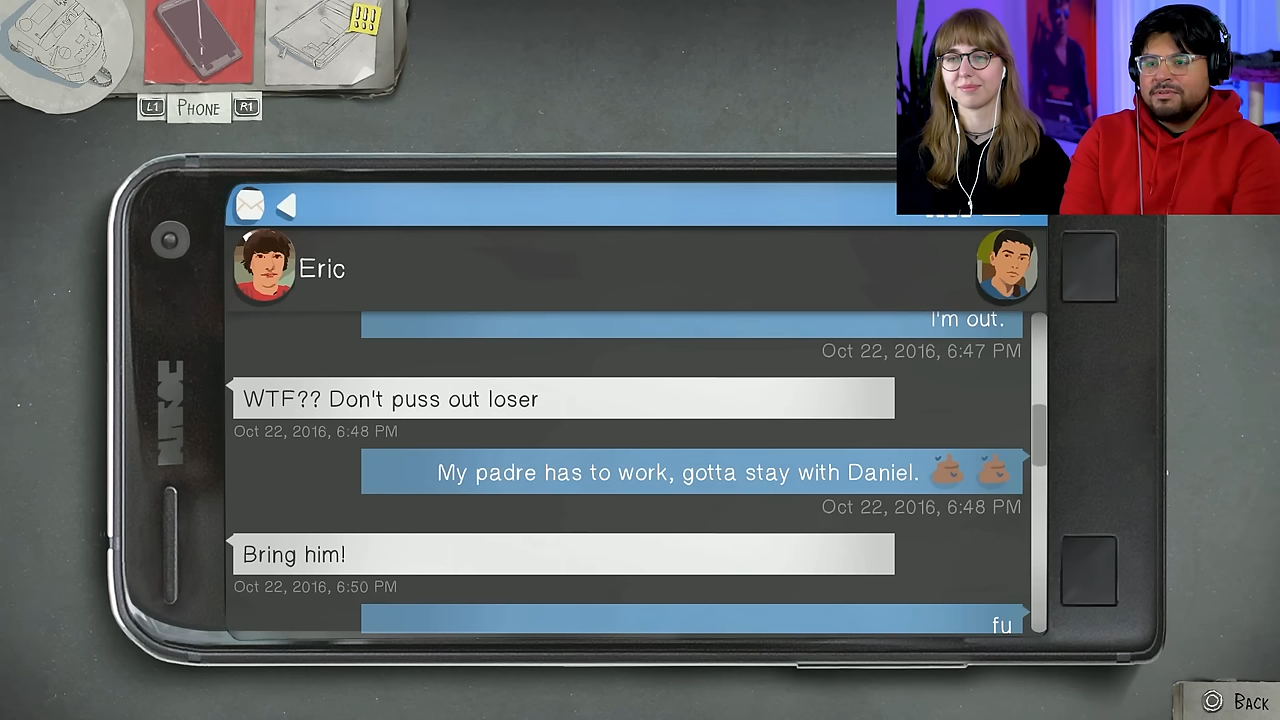 L1 PHONE R1
Eric
I'm out.
Oct 22, 2016, 6:47 PM
WTF?? Don't puss out loser
Oct 22, 2016, 6:48 PM
My padre has to work, gotta stay with Daniel.
Oct 22, 2016, 6:48 PM
Bring him!
Oct 22, 2016, 6:50 PM
fu
BACK